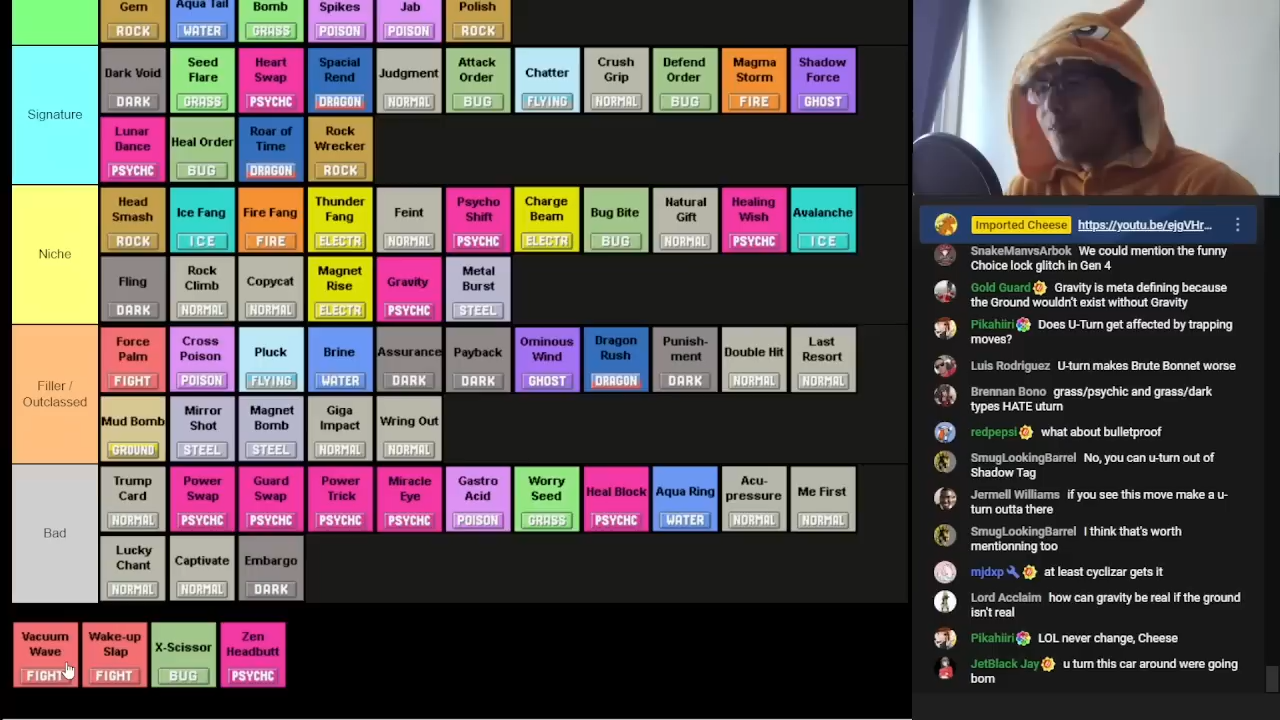 Gem
ROCK
Aqua Tail
WATER
Bomb
GRASS
Spikes
POISON
Jab
POISON
Polish
ROCK
Signature
Dark Void
DARK
Seed
Flare
GRASS
Heart
Swap
PSYCHC
Spacial
Rend
DRAGON
Judgment
NORMAL
Attack
Order
BUG
Chatter
FLYING
Crush
Grip
NORMAL
Defend
Order
BUG
Magma
Storm
FIRE
Shadow
Force
GHOST
Lunar
Dance
PSYCHC
Heal Order
BUG
Roar of
Time
DRAGON
Rock
Wrecker
ROCK
Niche
Head
Smash
ROCK
Ice Fang
ICE
Fire Fang
FIRE
Thunder
Fang
ELECTR
Feint
NORMAL
Psycho
Shift
PSYCHC
Charge
Beam
ELECTR
Bug Bite
BUG
Natural
Gift
NORMAL
Healing
Wish
PSYCHC
Avalanche
ICE
Fling
DARK
Rock
Climb
NORMAL
Copycat
NORMAL
Magnet
Rise
ELECTR
Gravity
PSYCHC
Metal
Burst
STEEL
Filler /
Outclassed
Force
Palm
FIGHT
Cross
Poison
POISON
Pluck
FLYING
Brine
WATER
Assurance
DARK
Payback
DARK
Ominous
Wind
GHOST
Dragon
Rush
DRAGON
Punish-
ment
DARK
Double Hit
NORMAL
Last
Resort
NORMAL
Mud Bomb
GROUND
Mirror
Shot
STEEL
Magnet
Bomb
STEEL
Giga
Impact
NORMAL
Wring Out
NORMAL
Bad
Trump
Card
NORMAL
Power
Swap
PSYCHC
Guard
Swap
PSYCHC
Power
Trick
PSYCHC
Miracle
Eye
PSYCHC
Gastro
Acid
POISON
Worry
Seed
GRASS
Heal Block
PSYCHC
Aqua Ring
WATER
Acu-
pressure
NORMAL
Me First
NORMAL
Lucky
Chant
NORMAL
Captivate
NORMAL
Embargo
DARK
Vacuum
Wave
FIGHT
Wake-up
Slap
FIGHT
X-Scissor
BUG
Zen
Headbutt
PSYCHC
Imported Cheese https://youtu.be/ejgVHr...
SnakeManvsArbok We could mention the funny
Choice lock glitch in Gen 4
Gold Guard Gravity is meta defining because
the Ground wouldn't exist without Gravity
Pikahiiri Does U-Turn get affected by trapping
moves?
Luis Rodriguez U-turn makes Brute Bonnet worse
Brennan Bono grass/psychic and grass/dark
types HATE uturn
redpepsi what about bulletproof
SmugLookingBarrel No, you can u-turn out of
Shadow Tag
Jermell Williams if you see this move make a u-
turn outta there
SmugLookingBarrel I think that's worth
mentionning too
mjdxp at least cyclizar gets it
Lord Acclaim how can gravity be real if the ground
isn't real
Pikahiiri LOL never change, Cheese
JetBlack Jay u turn this car around were going
bom